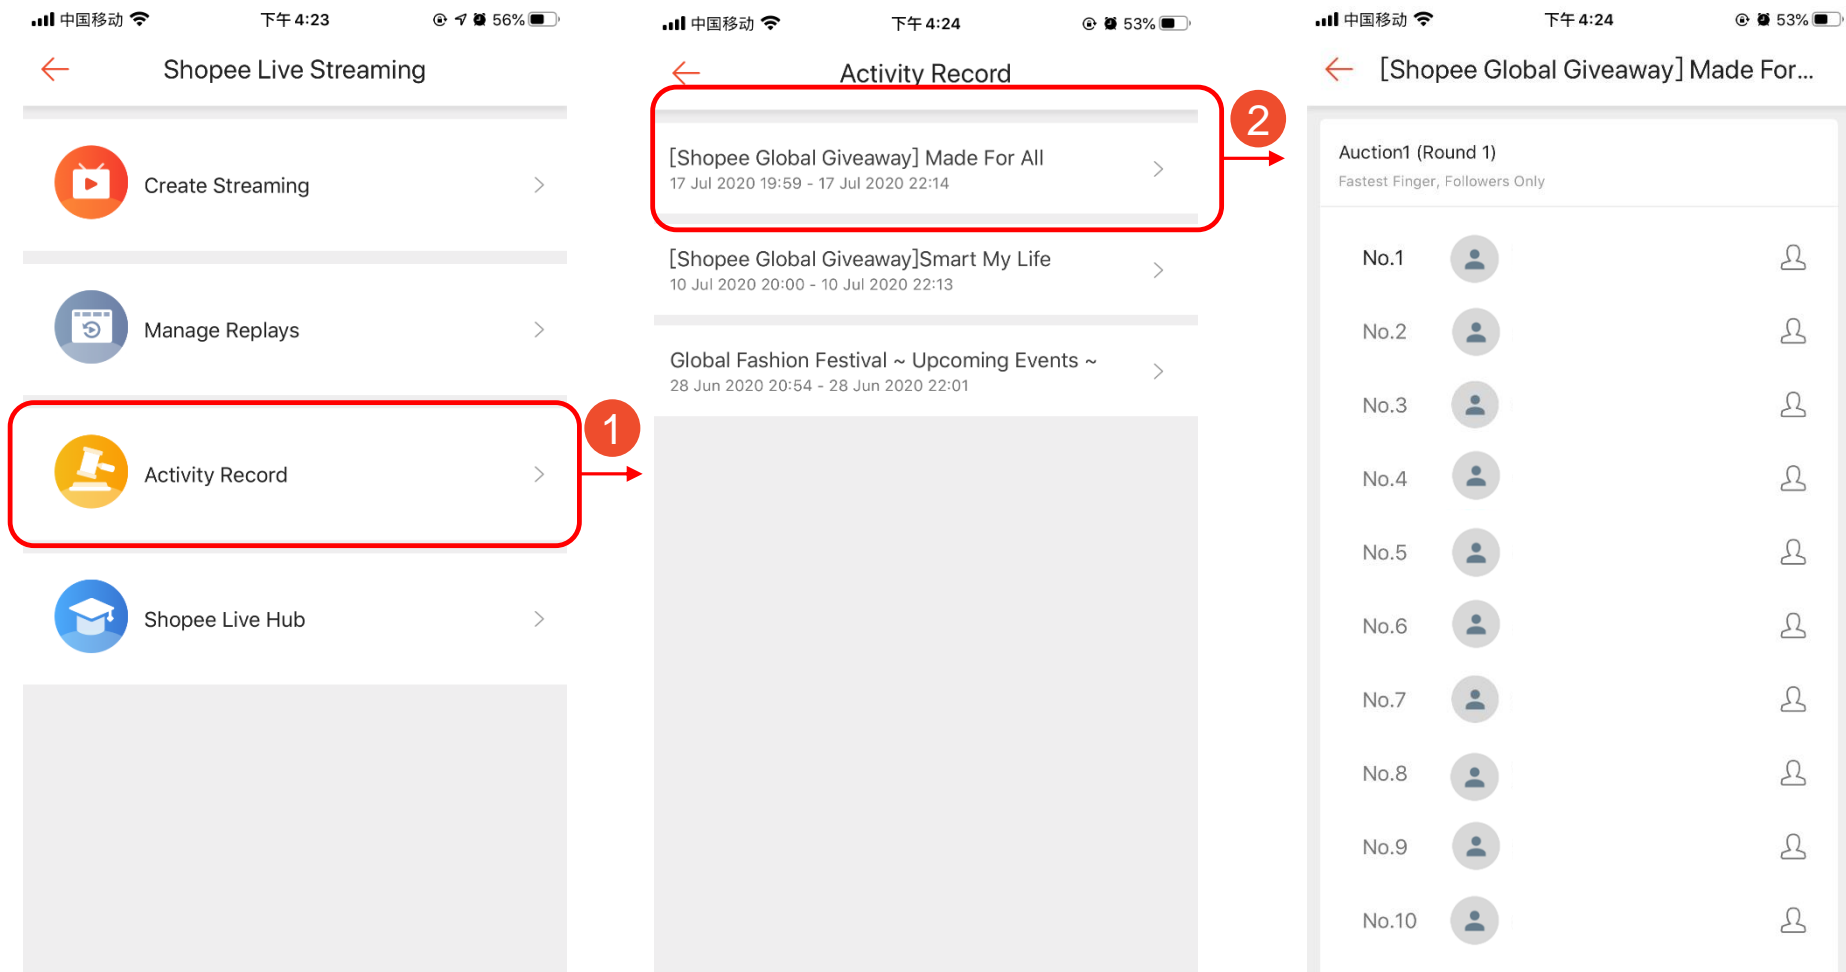 中国移动
下午 4:23
56%
Shopee Live Streaming
Create Streaming
Manage Replays
Activity Record
Shopee Live Hub
1
中国移动
下午 4:24
53%
Activity Record
[Shopee Global Giveaway] Made For All
17 Jul 2020 19:59 - 17 Jul 2020 22:14
[Shopee Global Giveaway]Smart My Life
10 Jul 2020 20:00 - 10 Jul 2020 22:13
Global Fashion Festival ~ Upcoming Events ~
28 Jun 2020 20:54 - 28 Jun 2020 22:01
2
中国移动
下午 4:24
53%
[Shopee Global Giveaway] Made For...
Auction1 (Round 1)
Fastest Finger, Followers Only
No.1
No.2
No.3
No.4
No.5
No.6
No.7
No.8
No.9
No.10